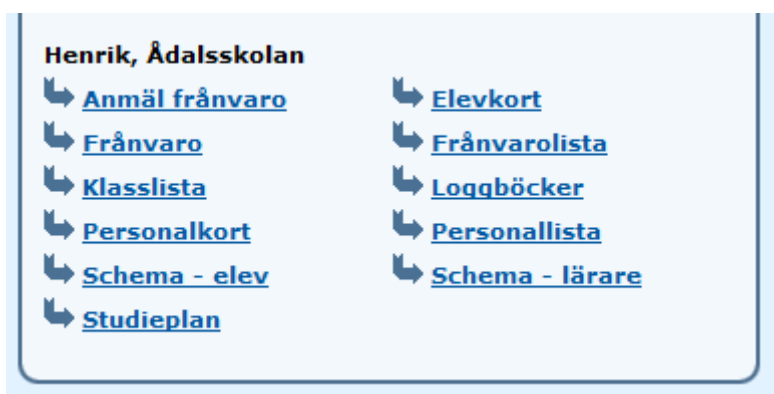 Henrik, Ådalsskolan
Anmäl frånvaro Elevkort
Frånvaro Frånvarolista
Klasslista Loggböcker
Personalkort Personallista
Schema - elev Schema - lärare
Studieplan